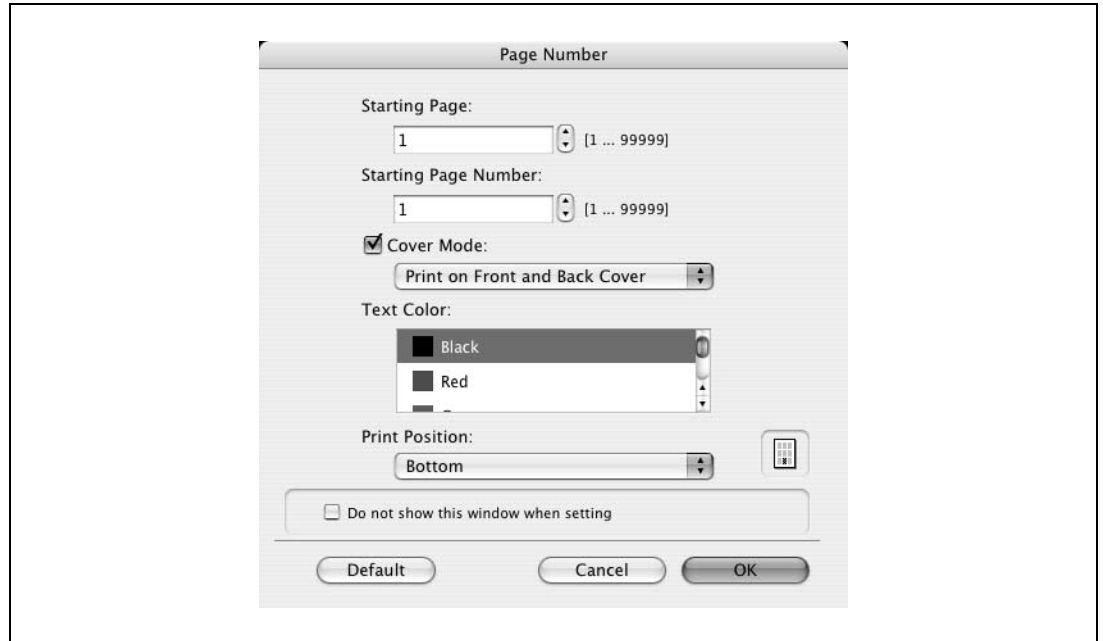 Page Number
Starting Page:
1 [1 ... 99999]
Starting Page Number:
1 [1 ... 99999]
Cover Mode:
Print on Front and Back Cover
Text Color:
Black
Red
Print Position:
Bottom
Do not show this window when setting
Default Cancel OK